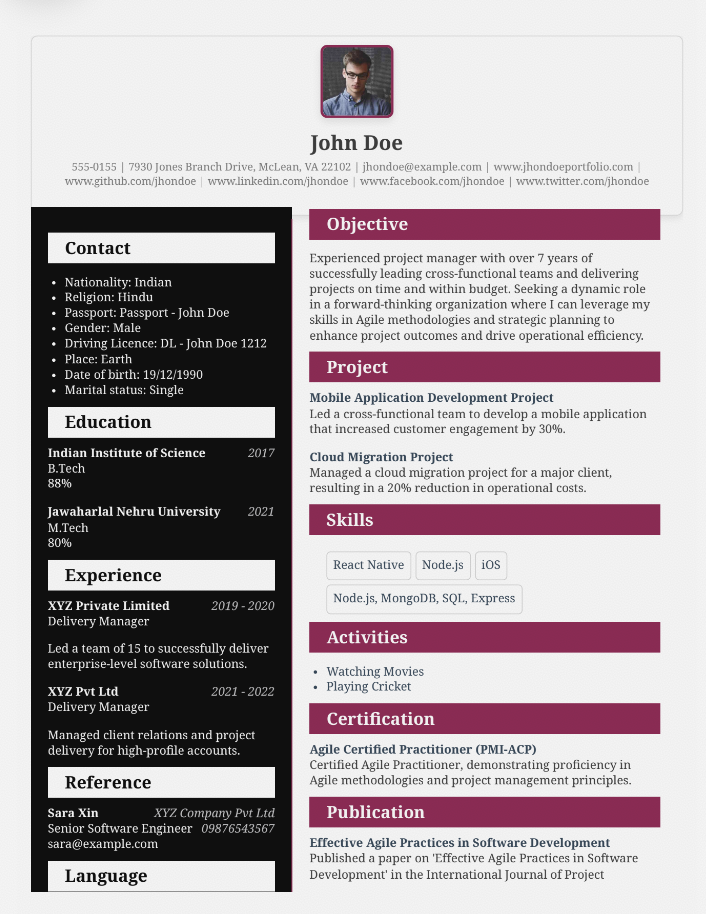 John Doe
555-0155 | 7930 Jones Branch Drive, McLean, VA 22102 | jhondoe@example.com | www.jhondoeportfolio.com |
www.github.com/jhondoe | www.linkedin.com/jhondoe | www.facebook.com/jhondoe | www.twitter.com/jhondoe
Contact
• Nationality: Indian
• Religion: Hindu
• Passport: Passport - John Doe
• Gender: Male
• Driving Licence: DL - John Doe 1212
• Place: Earth
• Date of birth: 19/12/1990
• Marital status: Single
Education
Indian Institute of Science 2017
B.Tech
88%
Jawaharlal Nehru University 2021
M.Tech
80%
Experience
XYZ Private Limited 2019 - 2020
Delivery Manager
Led a team of 15 to successfully deliver
enterprise-level software solutions.
XYZ Pvt Ltd 2021 - 2022
Delivery Manager
Managed client relations and project
delivery for high-profile accounts.
Reference
Sara Xin XYZ Company Pvt Ltd
Senior Software Engineer 09876543567
sara@example.com
Language
Objective
Experienced project manager with over 7 years of
successfully leading cross-functional teams and delivering
projects on time and within budget. Seeking a dynamic role
in a forward-thinking organization where I can leverage my
skills in Agile methodologies and strategic planning to
enhance project outcomes and drive operational efficiency.
Project
Mobile Application Development Project
Led a cross-functional team to develop a mobile application
that increased customer engagement by 30%.
Cloud Migration Project
Managed a cloud migration project for a major client,
resulting in a 20% reduction in operational costs.
Skills
React Native Node.js iOS
Node.js, MongoDB, SQL, Express
Activities
• Watching Movies
• Playing Cricket
Certification
Agile Certified Practitioner (PMI-ACP)
Certified Agile Practitioner, demonstrating proficiency in
Agile methodologies and project management principles.
Publication
Effective Agile Practices in Software Development
Published a paper on 'Effective Agile Practices in Software
Development' in the International Journal of Project